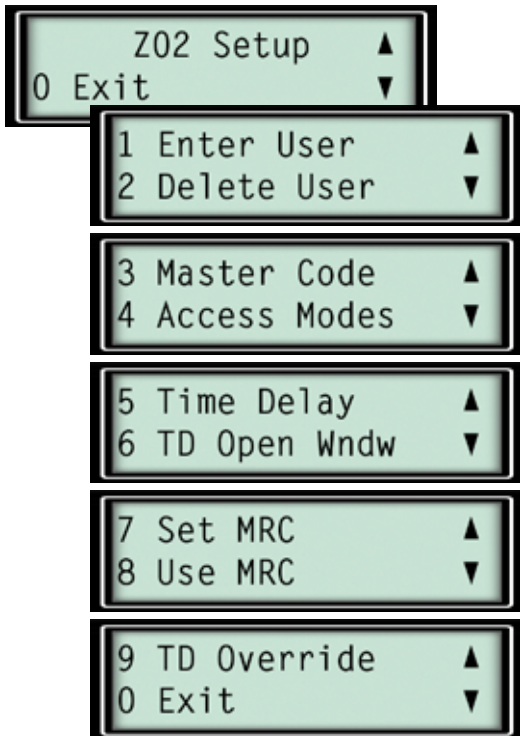 Z02 Setup ▲
0 Exit ▼
1 Enter User ▲
2 Delete User ▼
3 Master Code ▲
4 Access Modes ▼
5 Time Delay ▲
6 TD Open Wndw ▼
7 Set MRC ▲
8 Use MRC ▼
9 TD Override ▲
0 Exit ▼